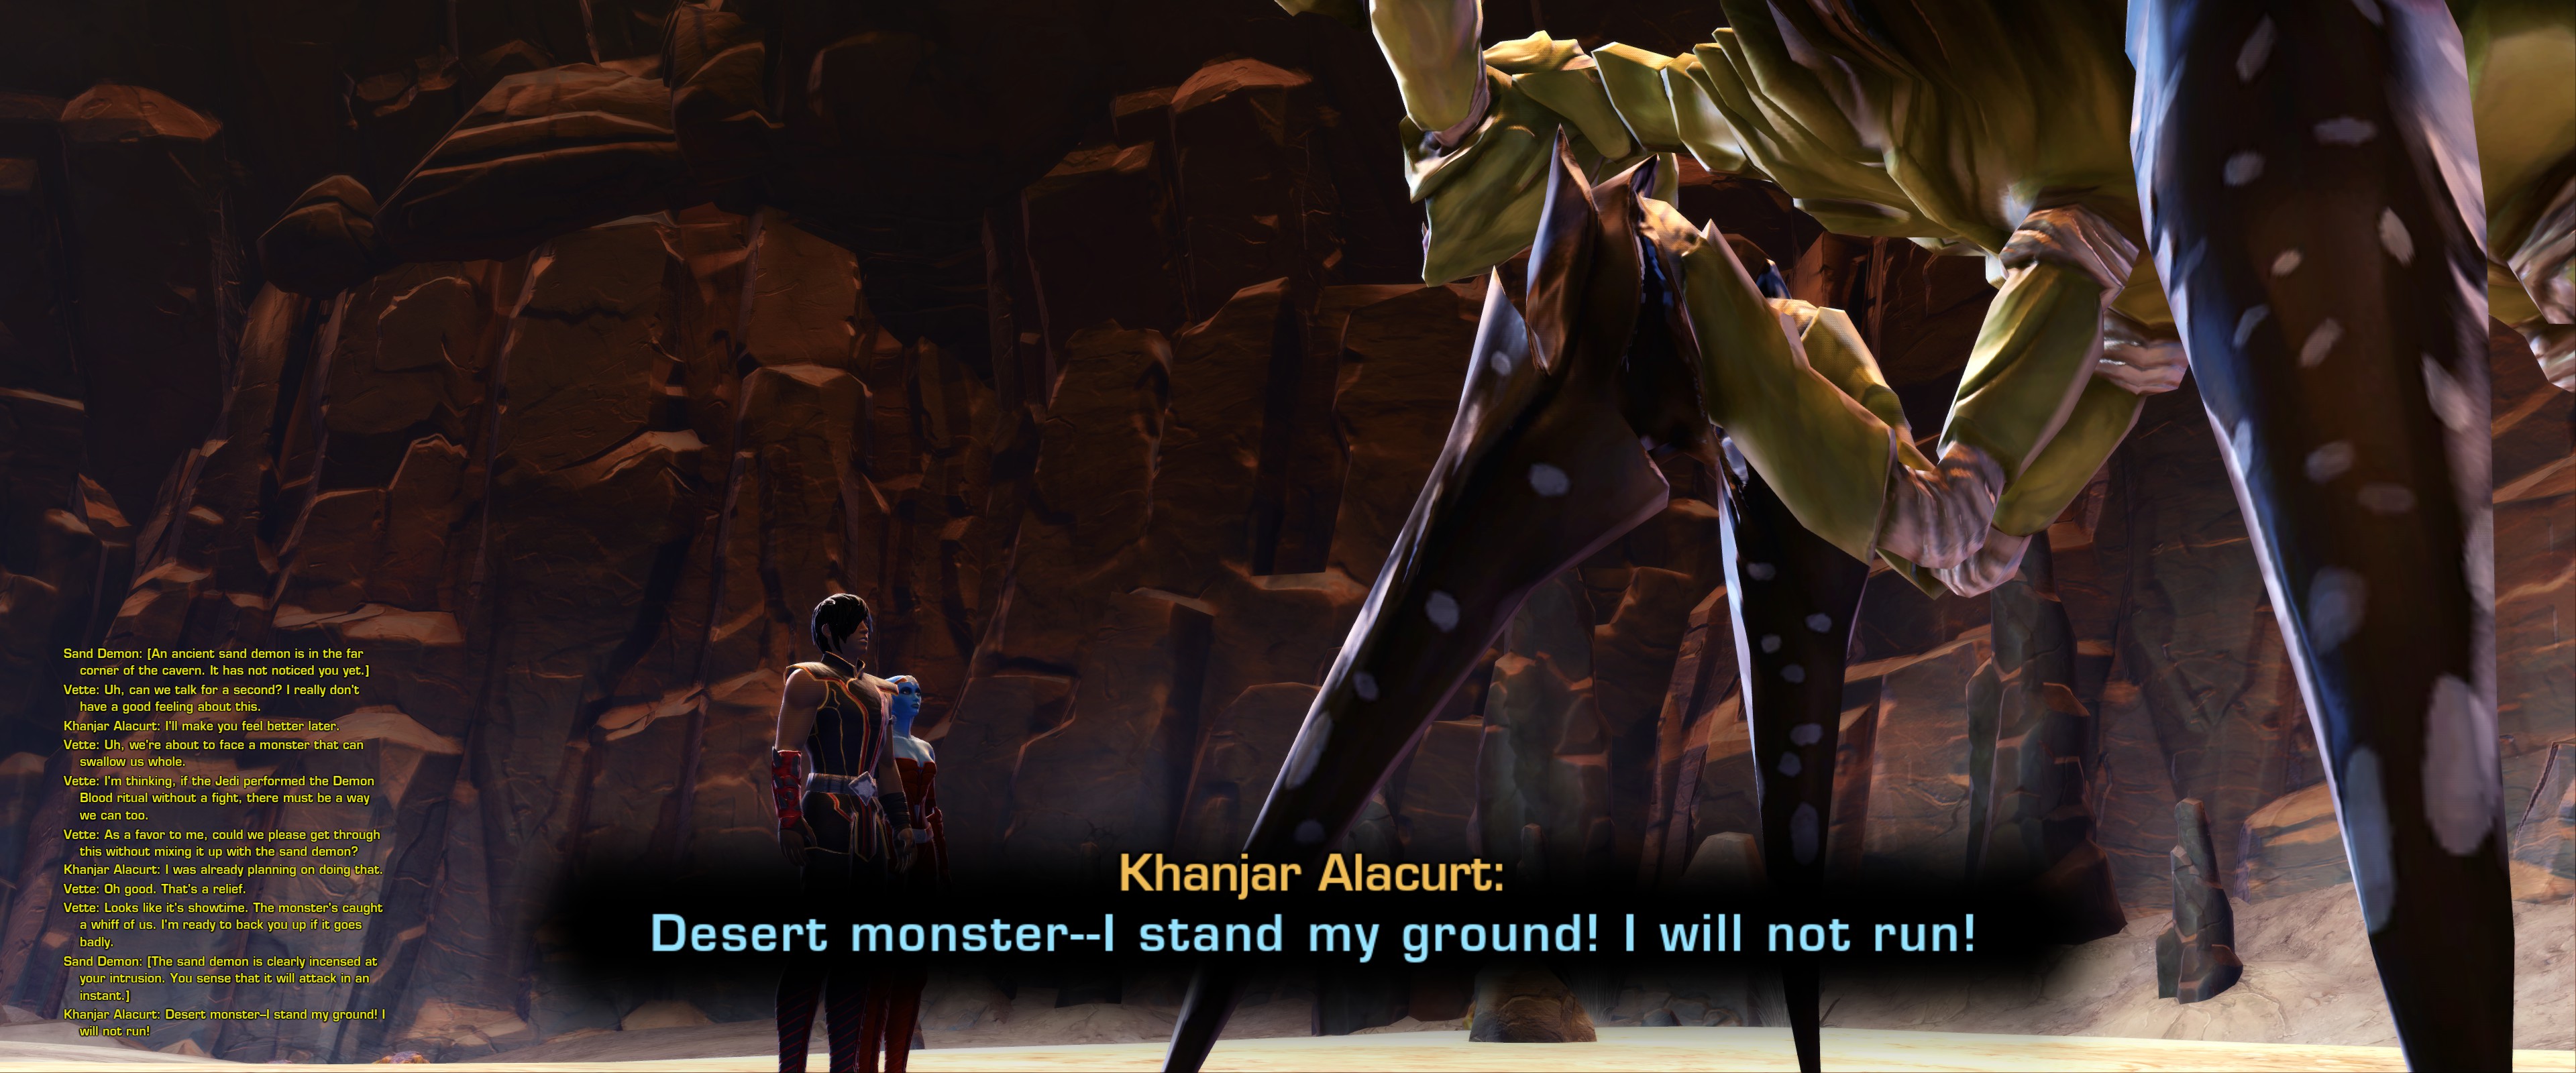 Sand Demon: [An ancient sand demon is in the far
corner of the cavern. It has not noticed you yet.]
Vette: Uh, can we talk for a second? I really don't
have a good feeling about this.
Khanjar Alacurt: I'll make you feel better later.
Vette: Uh, we're about to face a monster that can
swallow us whole.
Vette: I'm thinking, if the Jedi performed the Demon
Blood ritual without a fight, there must be a way
we can too.
Vette: As a favor to me, could we please get through
this without mixing it up with the sand demon?
Khanjar Alacurt: I was already planning on doing that.
Vette: Oh good. That's a relief.
Vette: Looks like it's showtime. The monster's caught
a whiff of us. I'm ready to back you up if it goes
badly.
Sand Demon: [The sand demon is clearly incensed at
your intrusion. You sense that it will attack in an
instant.]
Khanjar Alacurt: Desert monster--I stand my ground! I
will not run!
Khanjar Alacurt:
Desert monster--I stand my ground! I will not run!